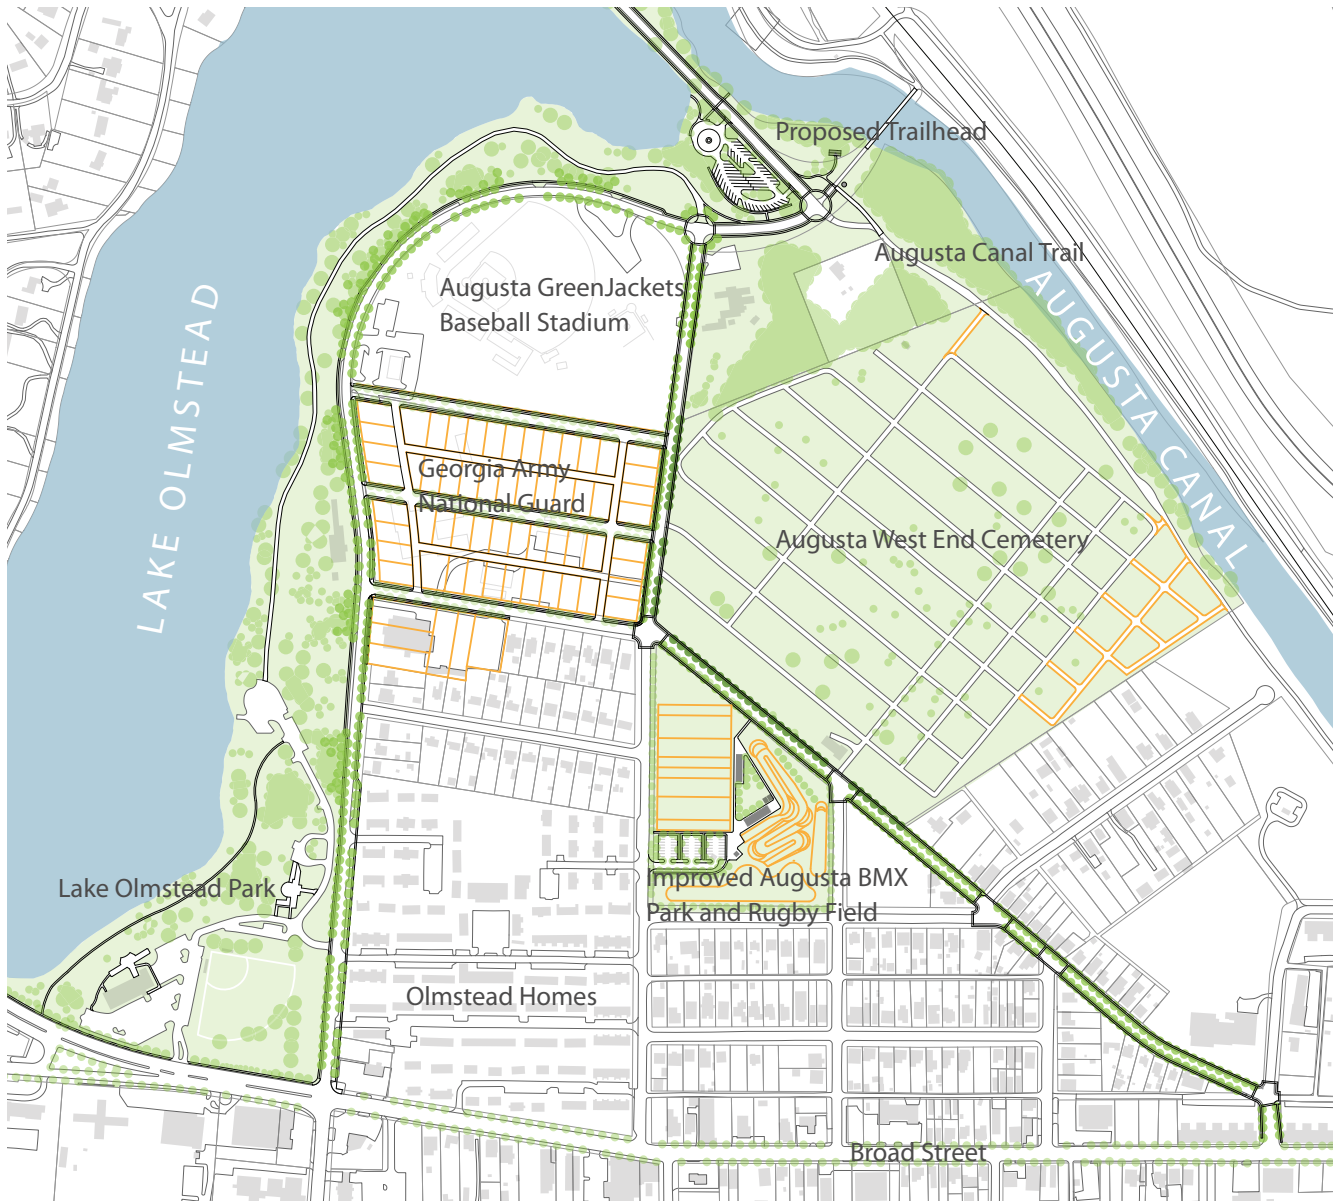 Proposed Trailhead
Augusta Canal Trail
Augusta GreenJackets
Baseball Stadium
LAKE OLMSTEAD
AUGUSTA CANAL
Georgia Army
National Guard
Augusta West End Cemetery
Improved Augusta BMX
Park and Rugby Field
Lake Olmstead Park
Olmstead Homes
Broad Street